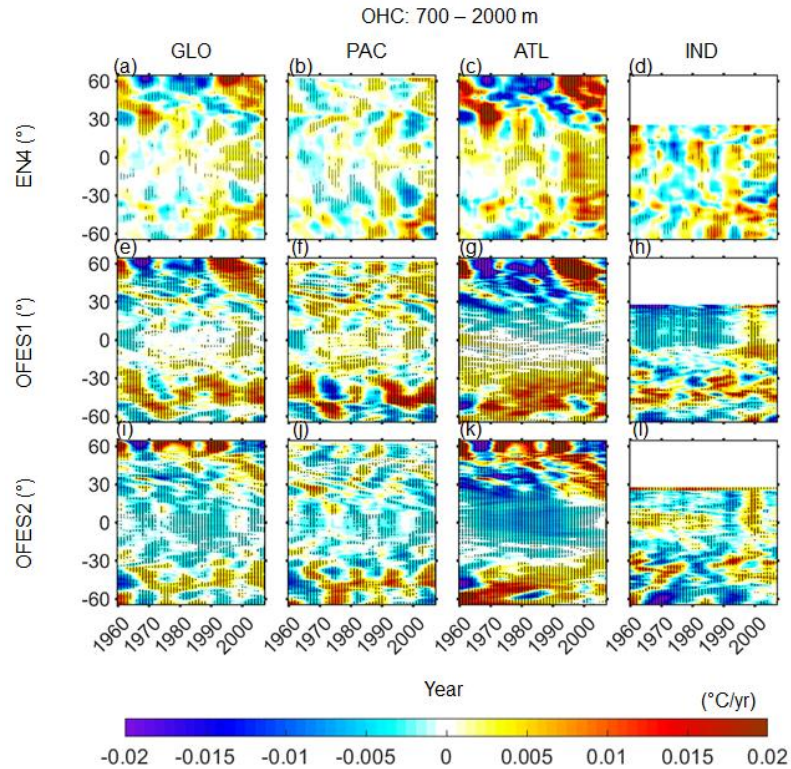 OHC: 700 – 2000 m
GLO PAC ATL IND
(a) (b) (c) (d)
EN4 (°)
60
30
0
-30
-60
(e) (f) (g) (h)
OFES1 (°)
60
30
0
-30
-60
(i) (j) (k) (l)
OFES2 (°)
60
30
0
-30
-60
1960 1970 1980 1990 2000 1960 1970 1980 1990 2000 1960 1970 1980 1990 2000 1960 1970 1980 1990 2000
Year
(°C/yr)
-0.02 -0.015 -0.01 -0.005 0 0.005 0.01 0.015 0.02